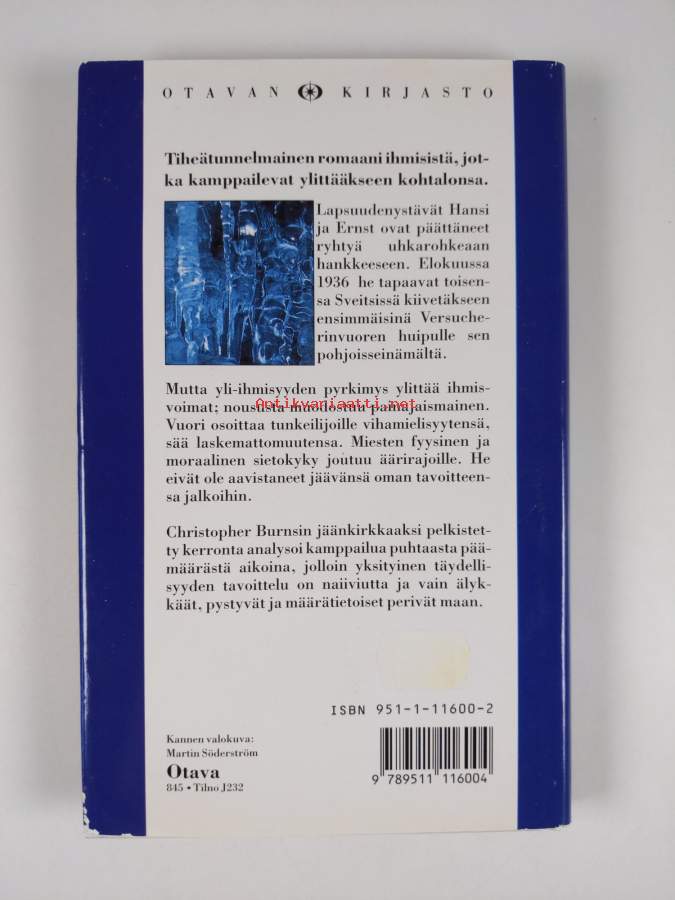 OTAVAN KIRJASTO
Tiheätunnelmainen romaani ihmisistä, jot-
ka kamppailevat ylittääkseen kohtalonsa.
Lapsuudenystävät Hansi
ja Ernst ovat päättäneet
ryhtyä uhkarohkeaan
hankkeeseen. Elokuussa
1936 he tapaavat toisen-
sa Sveitsissä kiivetäkseen
ensimmäisinä Versuche-
rinvuoren huipulle sen
pohjoisseinämältä.
Mutta yli-ihmisyyden pyrkimys ylittää ihmis-
voimat; noususta muodostuu painajaismainen.
Antikvariaatti.net
Vuori osoittaa tunkeilijoille vihamielisyytensä,
sää laskemattomuutensa. Miesten fyysinen ja
moraalinen sietokyky joutuu äärirajoille. He
eivät ole aavistaneet jäävänsä oman tavoitteen-
sa jalkoihin.
Christopher Burnsin jäänkirkkaaksi pelkistet-
ty kerronta analysoi kamppailua puhtaasta pää-
määrästä aikoina, jolloin yksityinen täydelli-
syyden tavoittelu on naiiviutta ja vain älyk-
käät, pystyvät ja määrätietoiset perivät maan.
ISBN 951-1-11600-2
Kannen valokuva:
Martin Söderström
Otava
845 • Tilno J232
9 789511 116004